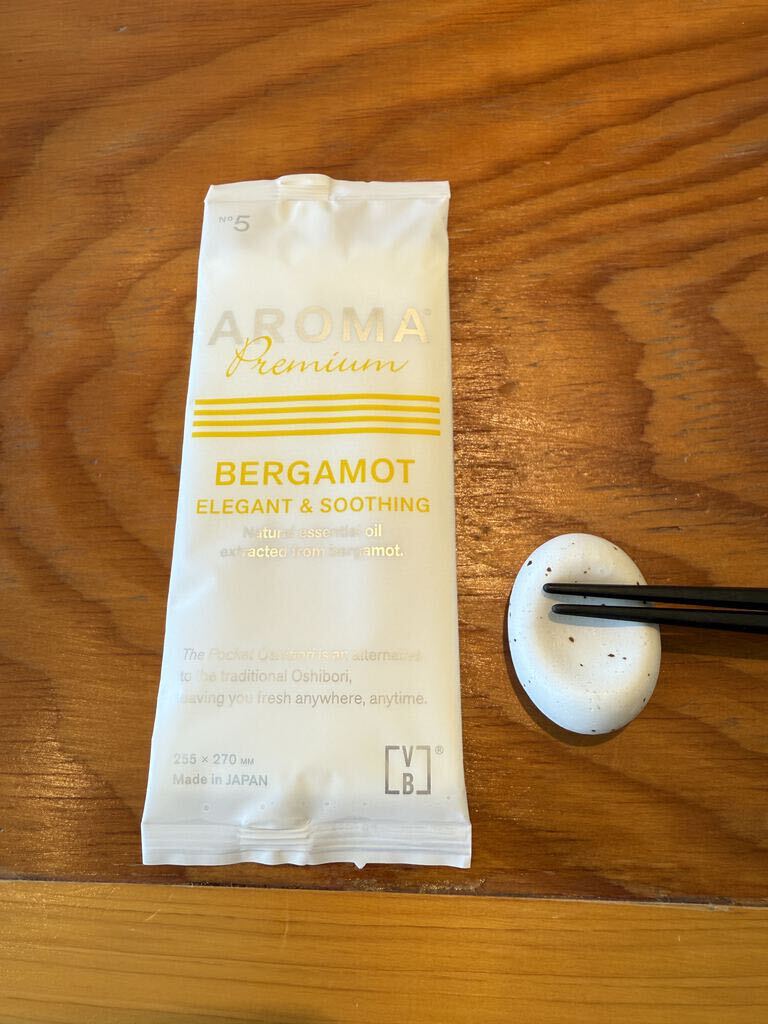 Nº5
AROMA®
Premium
BERGAMOT
ELEGANT & SOOTHING
Natural essential oil
extracted from bergamot.
The Pocket Oshibori is an alternative
to the traditional Oshibori,
leaving you fresh anywhere, anytime.
255 × 270 MM
Made in JAPAN
VB®